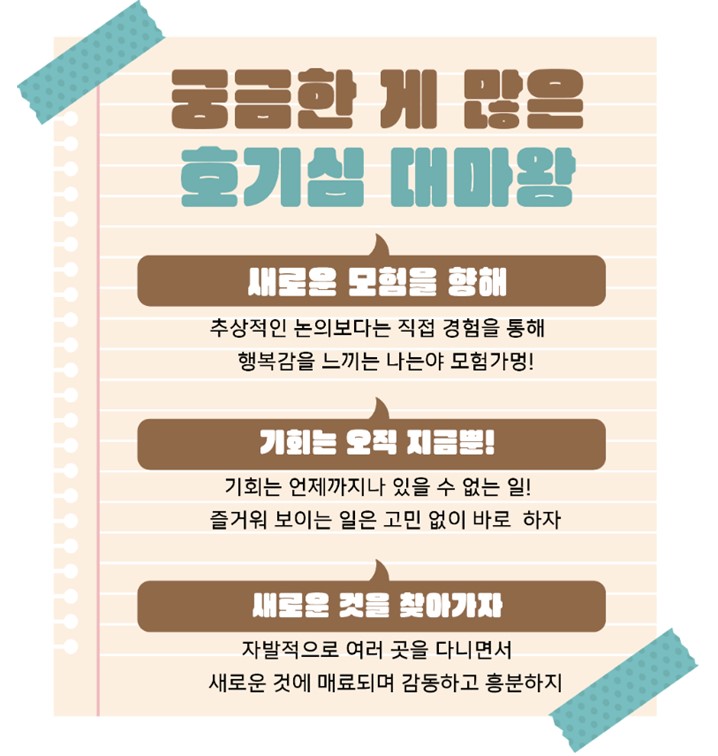 궁금한 게 많은
호기심 대마왕
새로운 모험을 향해
추상적인 논의보다는 직접 경험을 통해
행복감을 느끼는 나는야 모험가멍!
기회는 오직 지금뿐!
기회는 언제까지나 있을 수 없는 일!
즐거워 보이는 일은 고민 없이 바로 하자
새로운 것을 찾아가자
자발적으로 여러 곳을 다니면서
새로운 것에 매료되며 감동하고 흥분하지